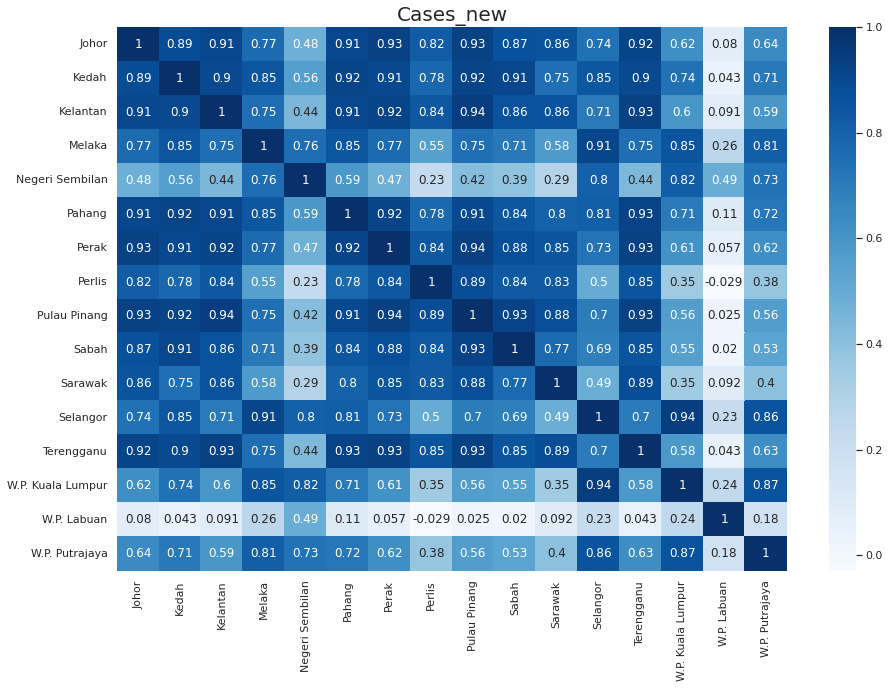 Cases_new
Johor 1 0.89 0.91 0.77 0.48 0.91 0.93 0.82 0.93 0.87 0.86 0.74 0.92 0.62 0.08 0.64
Kedah 0.89 1 0.9 0.85 0.56 0.92 0.91 0.78 0.92 0.91 0.75 0.85 0.9 0.74 0.043 0.71
Kelantan 0.91 0.9 1 0.75 0.44 0.91 0.92 0.84 0.94 0.86 0.86 0.71 0.93 0.6 0.091 0.59
Melaka 0.77 0.85 0.75 1 0.76 0.85 0.77 0.55 0.75 0.71 0.58 0.91 0.75 0.85 0.26 0.81
Negeri Sembilan 0.48 0.56 0.44 0.76 1 0.59 0.47 0.23 0.42 0.39 0.29 0.8 0.44 0.82 0.49 0.73
Pahang 0.91 0.92 0.91 0.85 0.59 1 0.92 0.78 0.91 0.84 0.8 0.81 0.93 0.71 0.11 0.72
Perak 0.93 0.91 0.92 0.77 0.47 0.92 1 0.84 0.94 0.88 0.85 0.73 0.93 0.61 0.057 0.62
Perlis 0.82 0.78 0.84 0.55 0.23 0.78 0.84 1 0.89 0.84 0.83 0.5 0.85 0.35 -0.029 0.38
Pulau Pinang 0.93 0.92 0.94 0.75 0.42 0.91 0.94 0.89 1 0.93 0.88 0.7 0.93 0.56 0.025 0.56
Sabah 0.87 0.91 0.86 0.71 0.39 0.84 0.88 0.84 0.93 1 0.77 0.69 0.85 0.55 0.02 0.53
Sarawak 0.86 0.75 0.86 0.58 0.29 0.8 0.85 0.83 0.88 0.77 1 0.49 0.89 0.35 0.092 0.4
Selangor 0.74 0.85 0.71 0.91 0.8 0.81 0.73 0.5 0.7 0.69 0.49 1 0.7 0.94 0.23 0.86
Terengganu 0.92 0.9 0.93 0.75 0.44 0.93 0.93 0.85 0.93 0.85 0.89 0.7 1 0.58 0.043 0.63
W.P. Kuala Lumpur 0.62 0.74 0.6 0.85 0.82 0.71 0.61 0.35 0.56 0.55 0.35 0.94 0.58 1 0.24 0.87
W.P. Labuan 0.08 0.043 0.091 0.26 0.49 0.11 0.057 -0.029 0.025 0.02 0.092 0.23 0.043 0.24 1 0.18
W.P. Putrajaya 0.64 0.71 0.59 0.81 0.73 0.72 0.62 0.38 0.56 0.53 0.4 0.86 0.63 0.87 0.18 1
Johor
Kedah
Kelantan
Melaka
Negeri Sembilan
Pahang
Perak
Perlis
Pulau Pinang
Sabah
Sarawak
Selangor
Terengganu
W.P. Kuala Lumpur
W.P. Labuan
W.P. Putrajaya
1.0
0.8
0.6
0.4
0.2
0.0